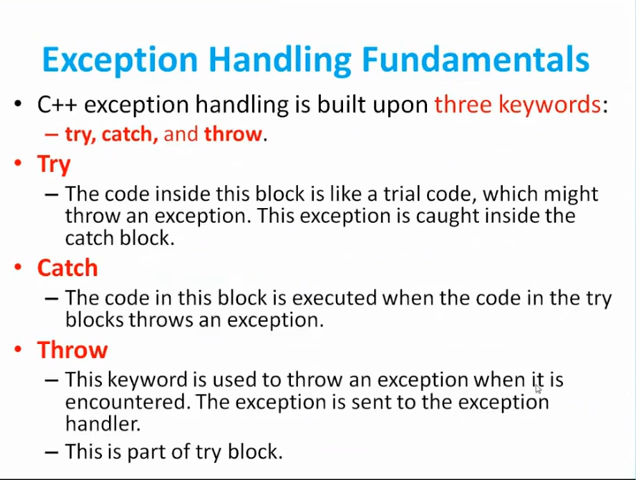 Exception Handling Fundamentals
• C++ exception handling is built upon three keywords:
– try, catch, and throw.
• Try
– The code inside this block is like a trial code, which might
throw an exception. This exception is caught inside the
catch block.
• Catch
– The code in this block is executed when the code in the try
blocks throws an exception.
• Throw
– This keyword is used to throw an exception when it is
encountered. The exception is sent to the exception
handler.
– This is part of try block.